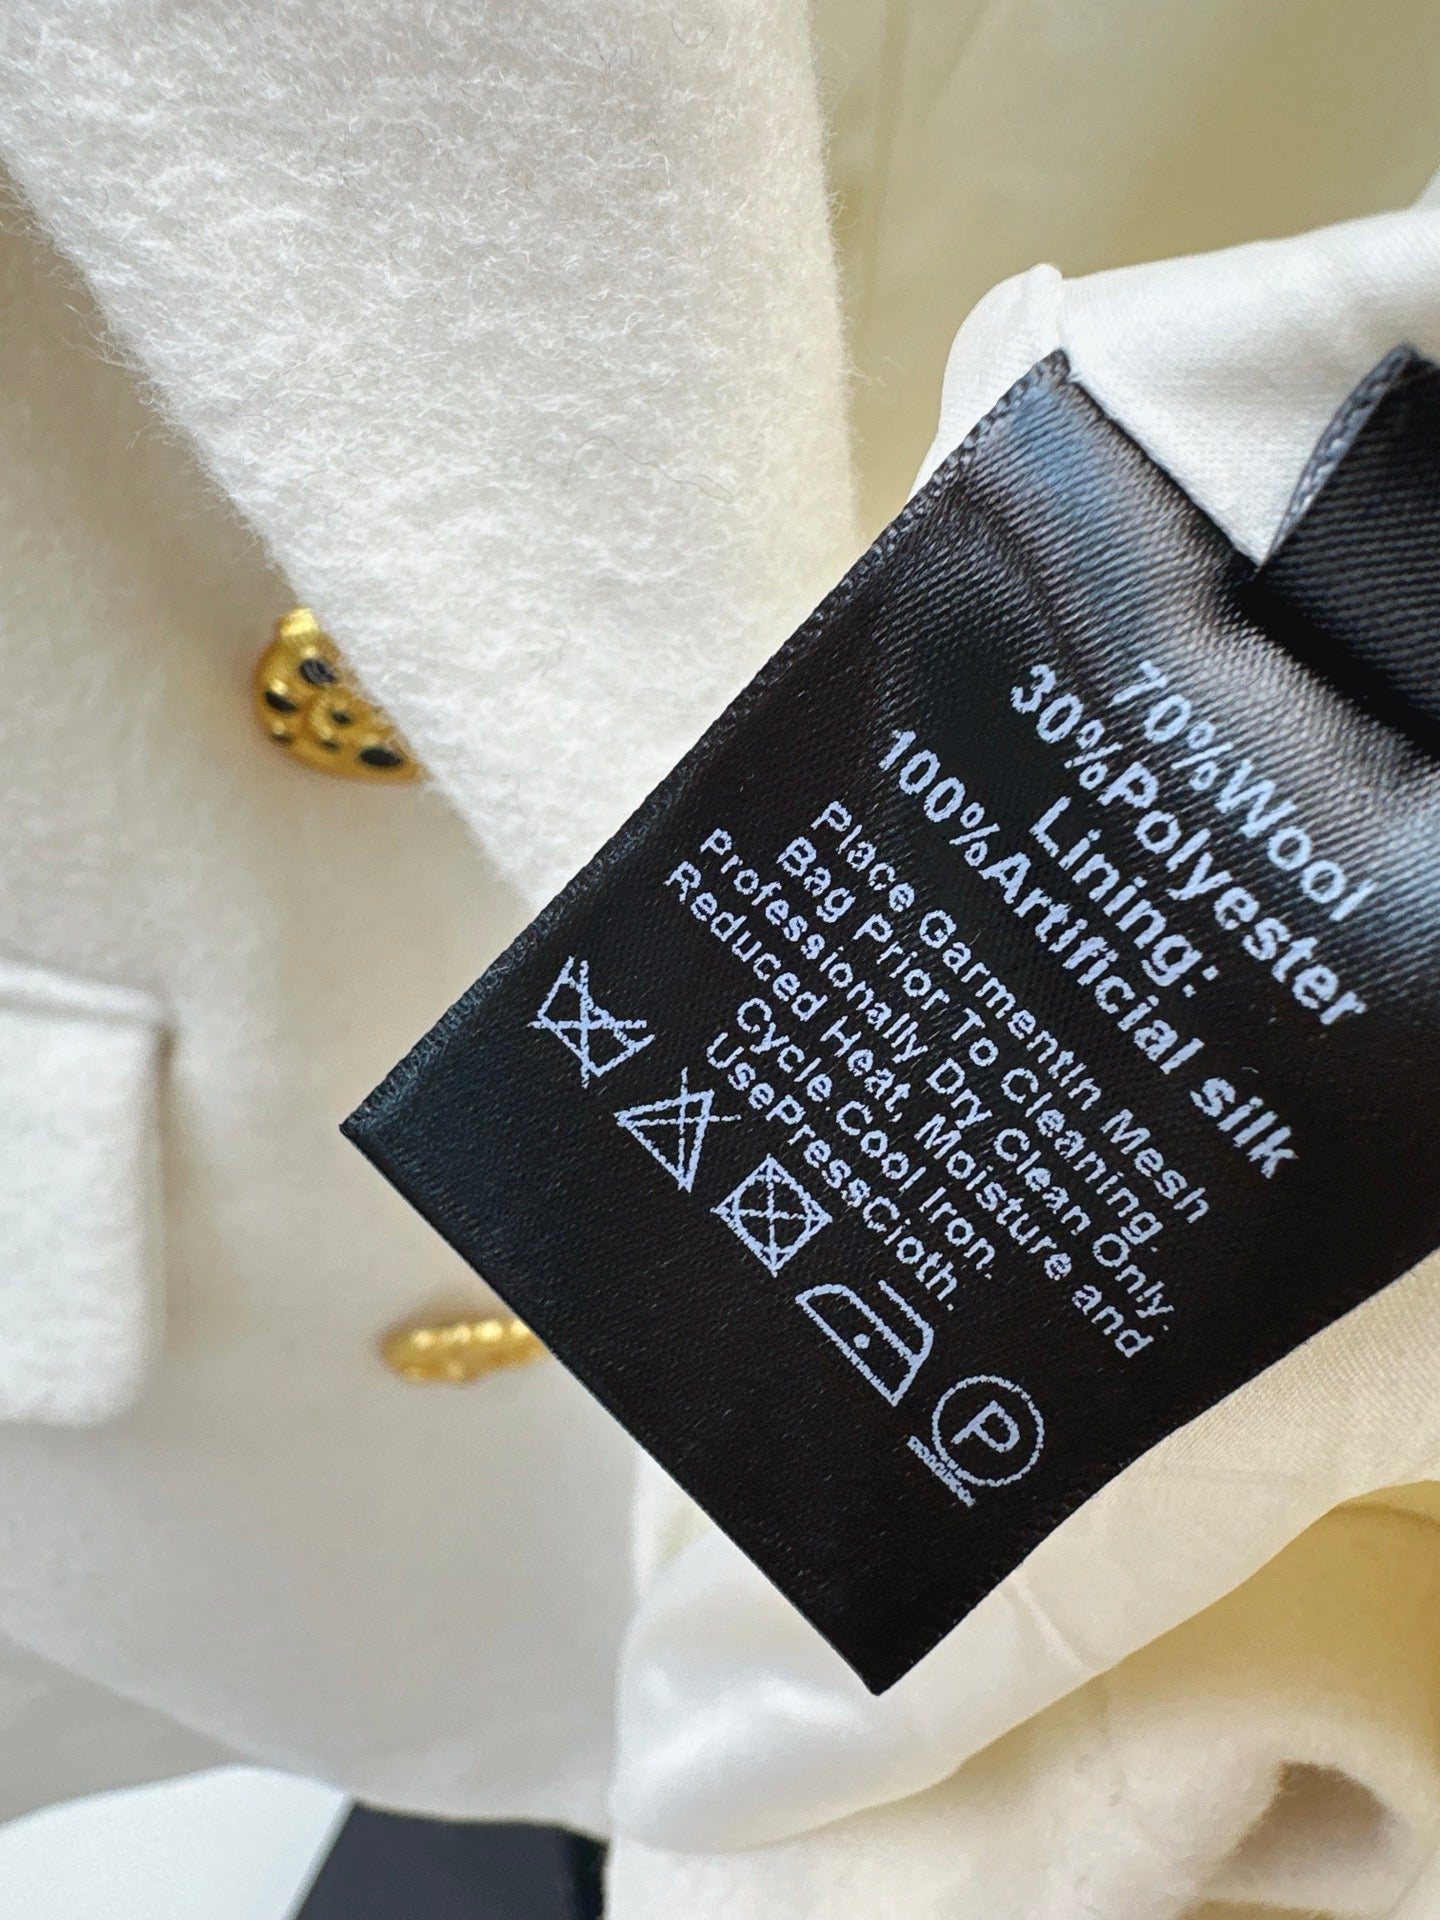 70%Wool
30%Polyester
Lining:
100%Artificial silk
Place Garmentin Mesh
Bag Prior To Cleaning.
Professionally Dry Clean Only.
Reduced Heat, Moisture and
Cycle.Cool Iron.
UsePressCioth.
P